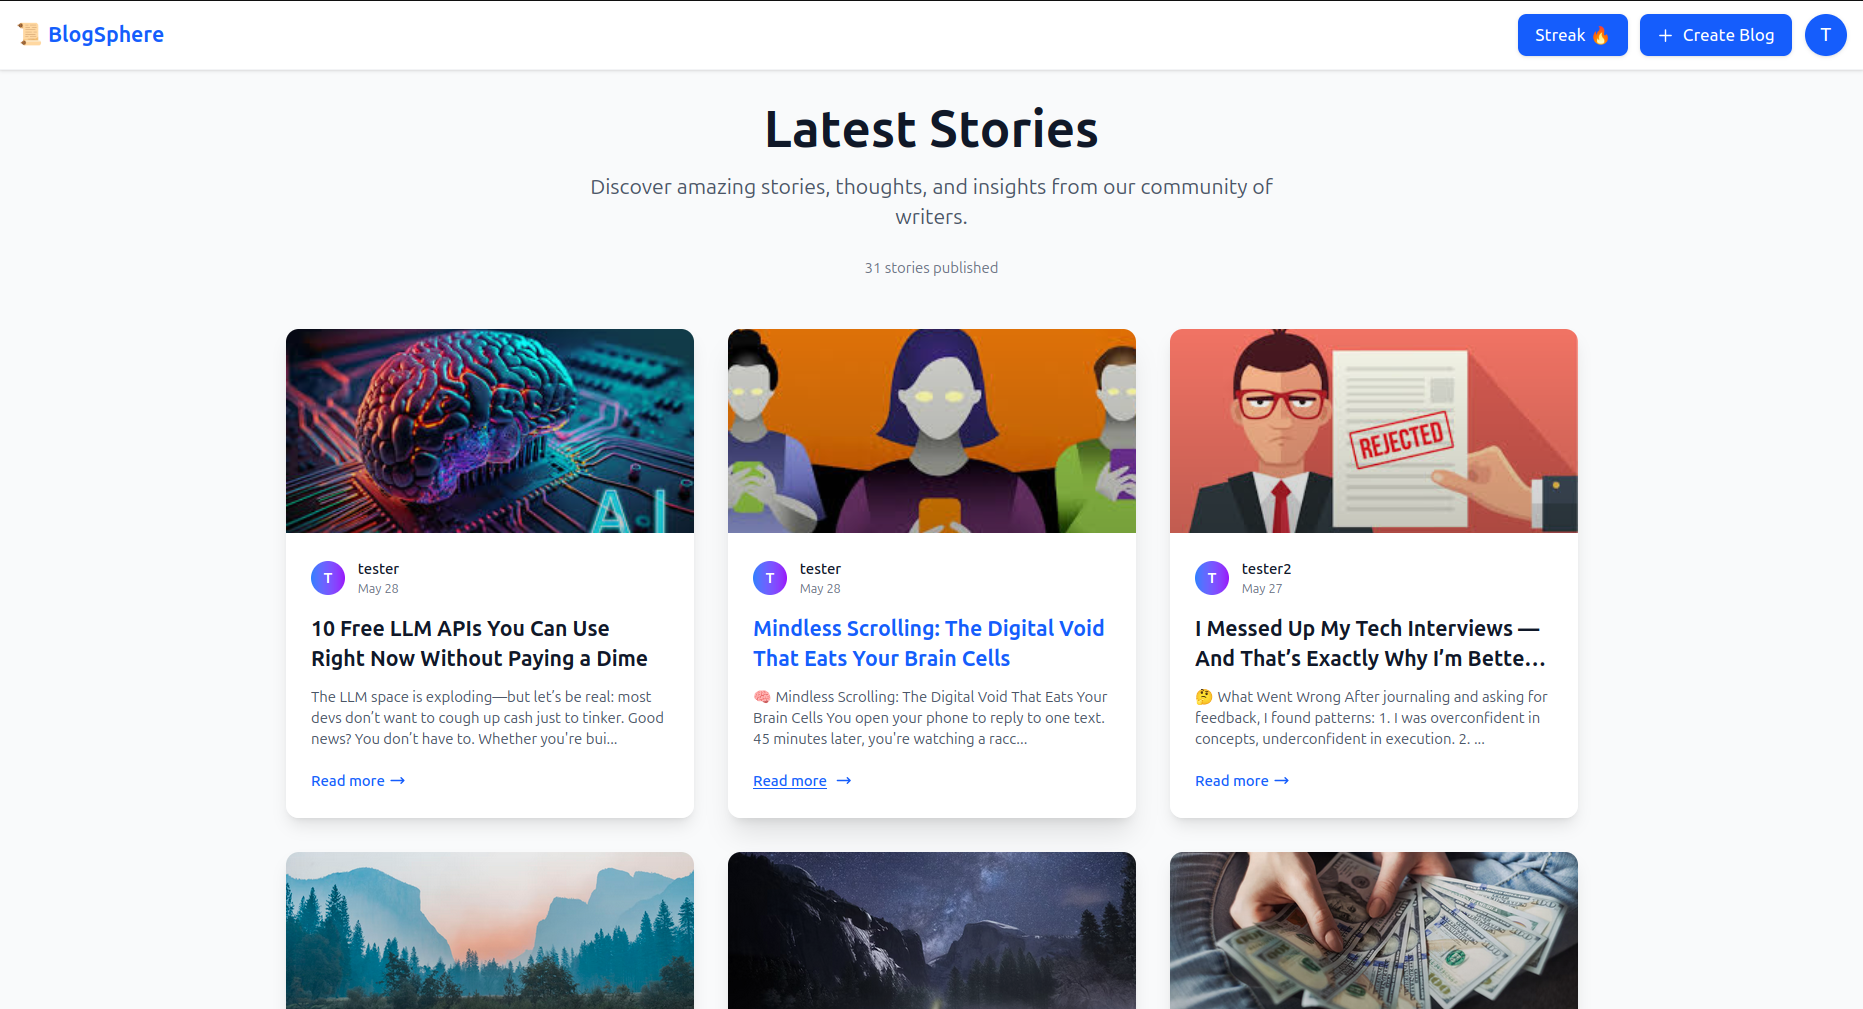 📜 BlogSphere
Streak 🔥
+ Create Blog
T
Latest Stories
Discover amazing stories, thoughts, and insights from our community of
writers.
31 stories published
AI
REJECTED
T
tester
May 28
10 Free LLM APIs You Can Use
Right Now Without Paying a Dime
The LLM space is exploding—but let’s be real: most
devs don’t want to cough up cash just to tinker. Good
news? You don’t have to. Whether you're bui...
Read more →
T
tester
May 28
Mindless Scrolling: The Digital Void
That Eats Your Brain Cells
🧠 Mindless Scrolling: The Digital Void That Eats Your
Brain Cells You open your phone to reply to one text.
45 minutes later, you're watching a racc...
Read more →
T
tester2
May 27
I Messed Up My Tech Interviews —
And That’s Exactly Why I’m Bette...
🤔 What Went Wrong After journaling and asking for
feedback, I found patterns: 1. I was overconfident in
concepts, underconfident in execution. 2. ...
Read more →